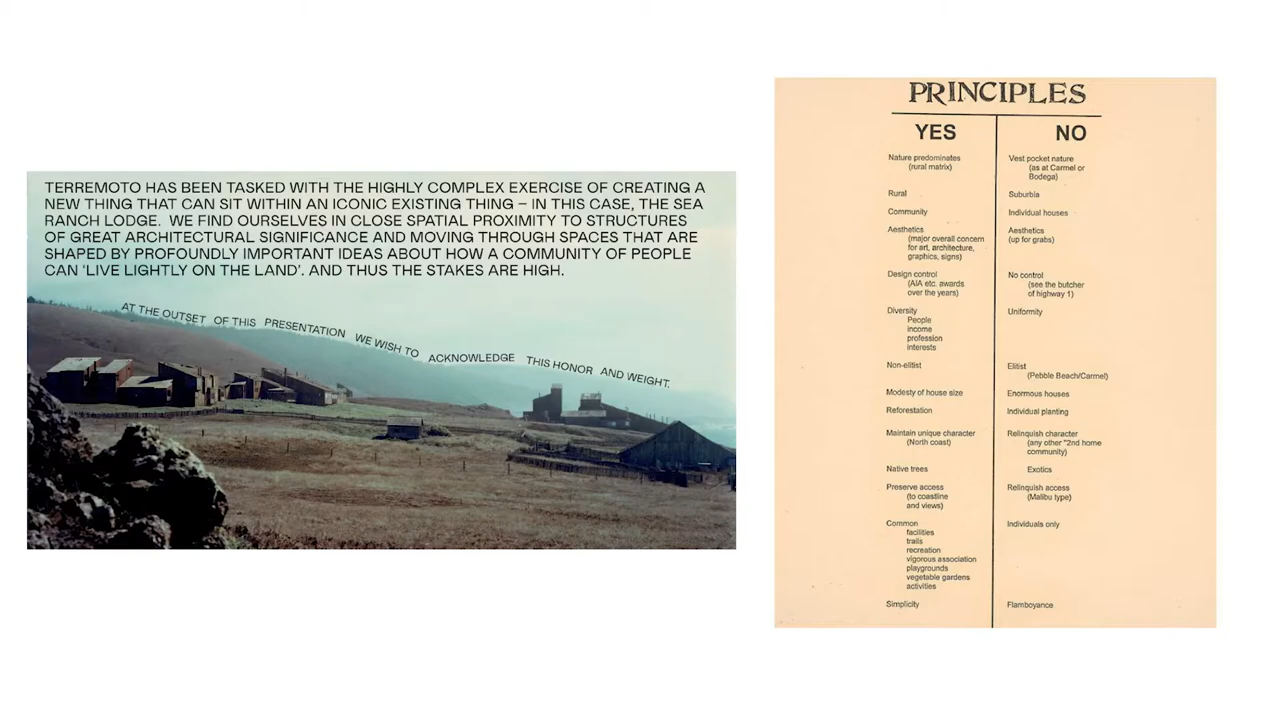 TERREMOTO HAS BEEN TASKED WITH THE HIGHLY COMPLEX EXERCISE OF CREATING A
NEW THING THAT CAN SIT WITHIN AN ICONIC EXISTING THING – IN THIS CASE, THE SEA
RANCH LODGE. WE FIND OURSELVES IN CLOSE SPATIAL PROXIMITY TO STRUCTURES
OF GREAT ARCHITECTURAL SIGNIFICANCE AND MOVING THROUGH SPACES THAT ARE
SHAPED BY PROFOUNDLY IMPORTANT IDEAS ABOUT HOW A COMMUNITY OF PEOPLE
CAN ‘LIVE LIGHTLY ON THE LAND’. AND THUS THE STAKES ARE HIGH.
AT THE OUTSET OF THIS PRESENTATION WE WISH TO ACKNOWLEDGE THIS HONOR AND WEIGHT.
PRINCIPLES
YES
Nature predominates
(rural matrix)
Rural
Community
Aesthetics
(major overall concern
for art, architecture,
graphics, signs)
Design control
(AIA etc. awards
over the years)
Diversity
People
income
profession
interests
Non-elitist
Modesty of house size
Reforestation
Maintain unique character
(North coast)
Native trees
Preserve access
(to coastline
and views)
Common
facilities
trails
recreation
vigorous association
playgrounds
vegetable gardens
activities
Simplicity
NO
Vest pocket nature
(as at Carmel or
Bodega)
Suburbia
Individual houses
Aesthetics
(up for grabs)
No control
(see the butcher
of highway 1)
Uniformity
Elitist
(Pebble Beach/Carmel)
Enormous houses
Individual planting
Relinquish character
(any other "2nd home
community)
Exotics
Relinquish access
(Malibu type)
Individuals only
Flamboyance